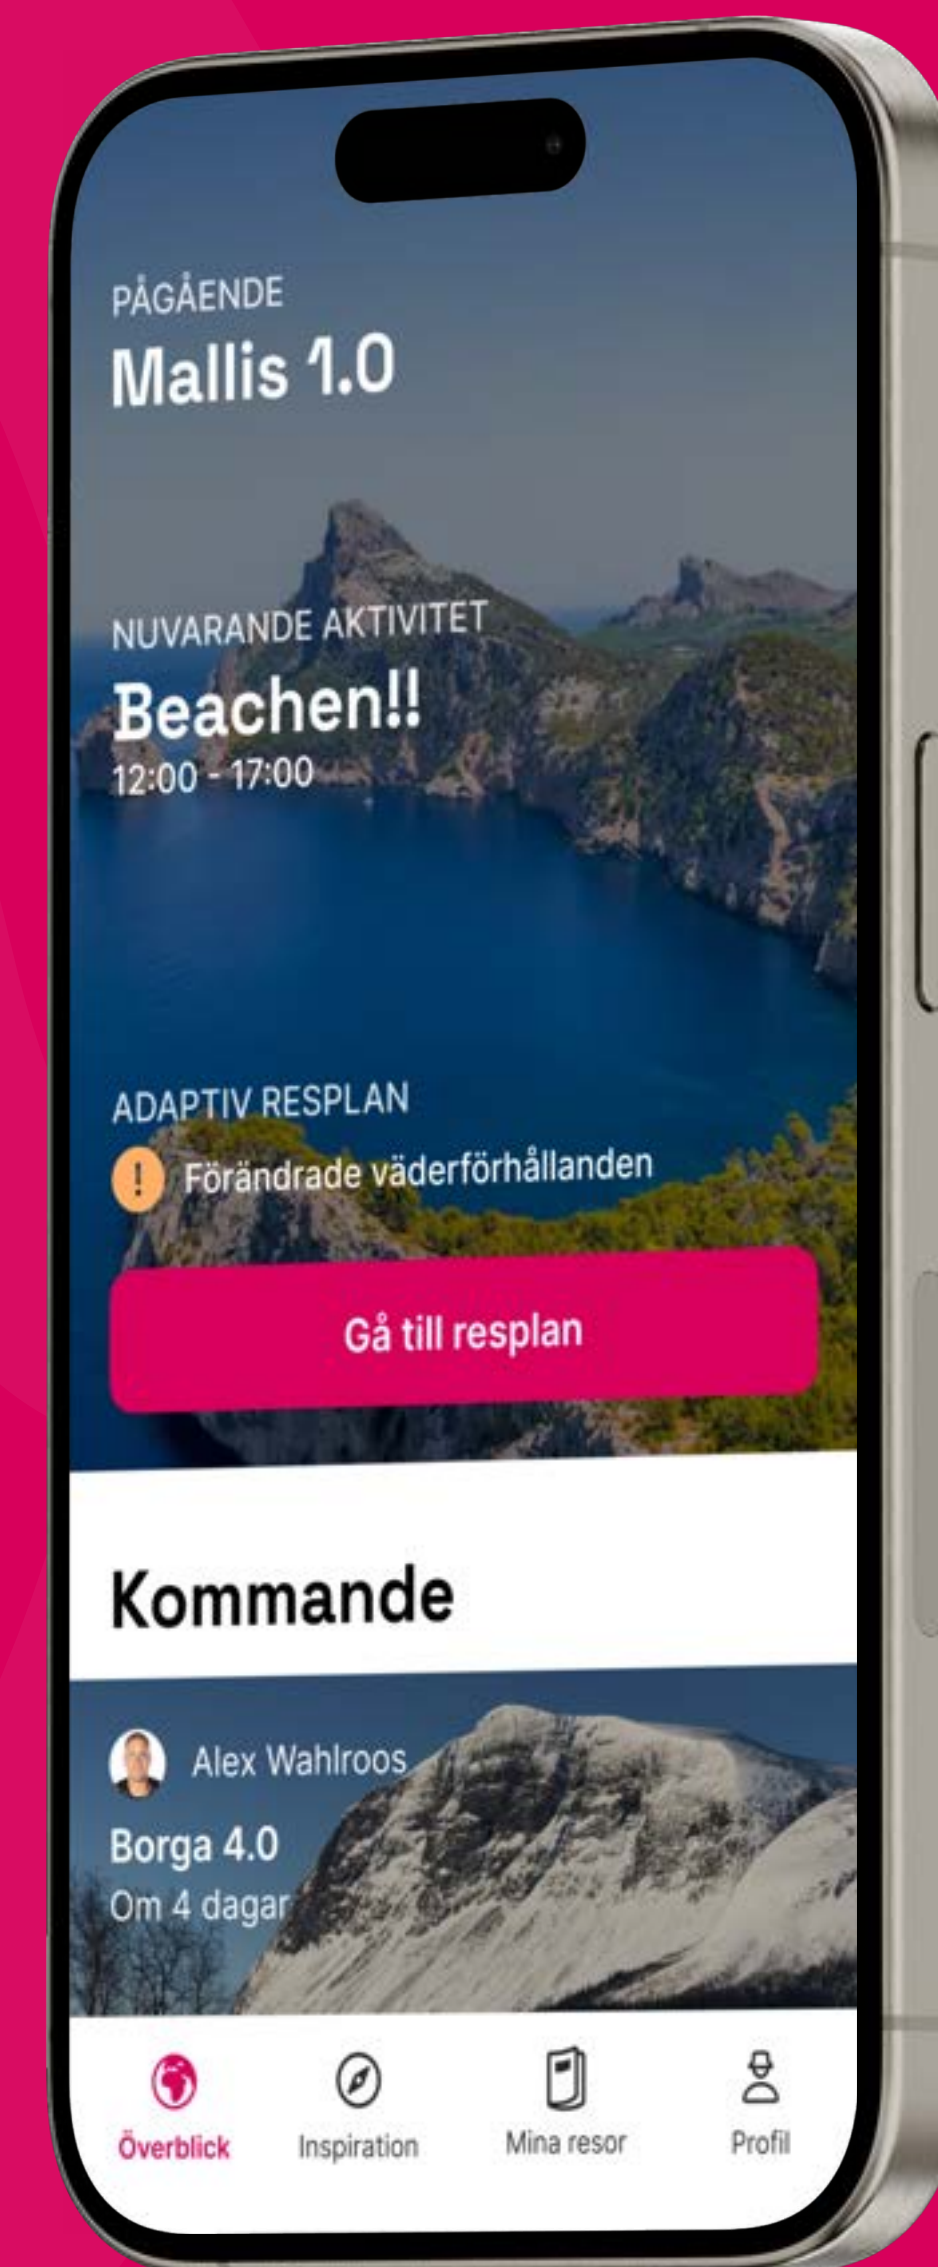 PÅGÅENDE
Mallis 1.0
NUVARANDE AKTIVITET
Beachen!!
12:00 - 17:00
ADAPTIV RESPLAN
! Förändrade väderförhållanden
Gå till resplan
Kommande
Alex Wahlroos
Borga 4.0
Om 4 dagar
Överblick
Inspiration
Mina resor
Profil